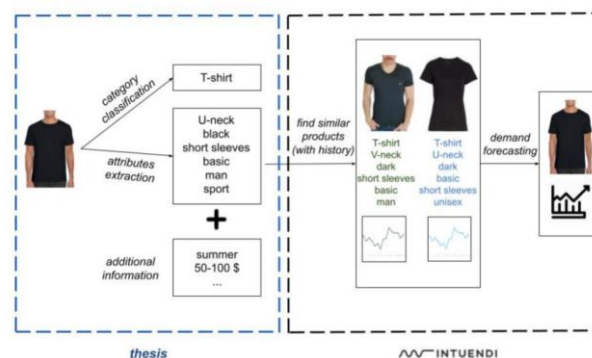 category
classification
T-shirt
attributes
extraction
U-neck
black
short sleeves
basic
man
sport
additional
information
summer
50-100 $
...
find similar
products
(with history)
T-shirt
V-neck
dark
short sleeves
basic
man
T-shirt
U-neck
dark
basic
short sleeves
unisex
demand
forecasting
thesis
INTUENDI